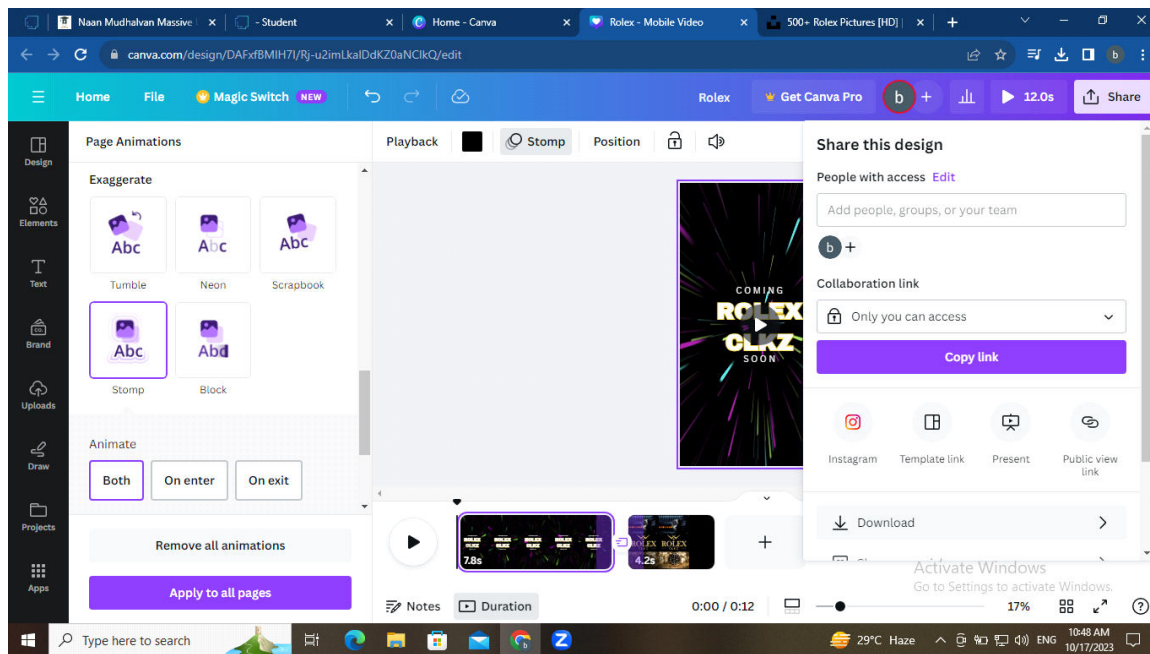 Naan Mudhalvan Massive
- Student
Home - Canva
Rolex - Mobile Video
500+ Rolex Pictures [HD] |
canva.com/design/DAFxfBMIH7I/Rj-u2imLkaIDdKZ0aNCIkQ/edit
b
Home
File
Magic Switch
NEW
Rolex
Get Canva Pro
b
12.0s
Share
Design
Elements
Text
Brand
Uploads
Draw
Projects
Apps
Page Animations
Exaggerate
Abc
Tumble
Abc
Neon
Abc
Scrapbook
Abc
Stomp
Abd
Block
Animate
Both
On enter
On exit
Remove all animations
Apply to all pages
Playback
Stomp
Position
COMING
ROLEX
CLKZ
SOON
7.8s
ROLEX ROLEX
4.2s
Notes
Duration
0:00 / 0:12
17%
Share this design
People with access Edit
Add people, groups, or your team
b
Collaboration link
Only you can access
Copy link
Instagram
Template link
Present
Public view
link
Download
Activate Windows
Go to Settings to activate Windows.
Type here to search
29°C Haze
ENG
10:48 AM
10/17/2023